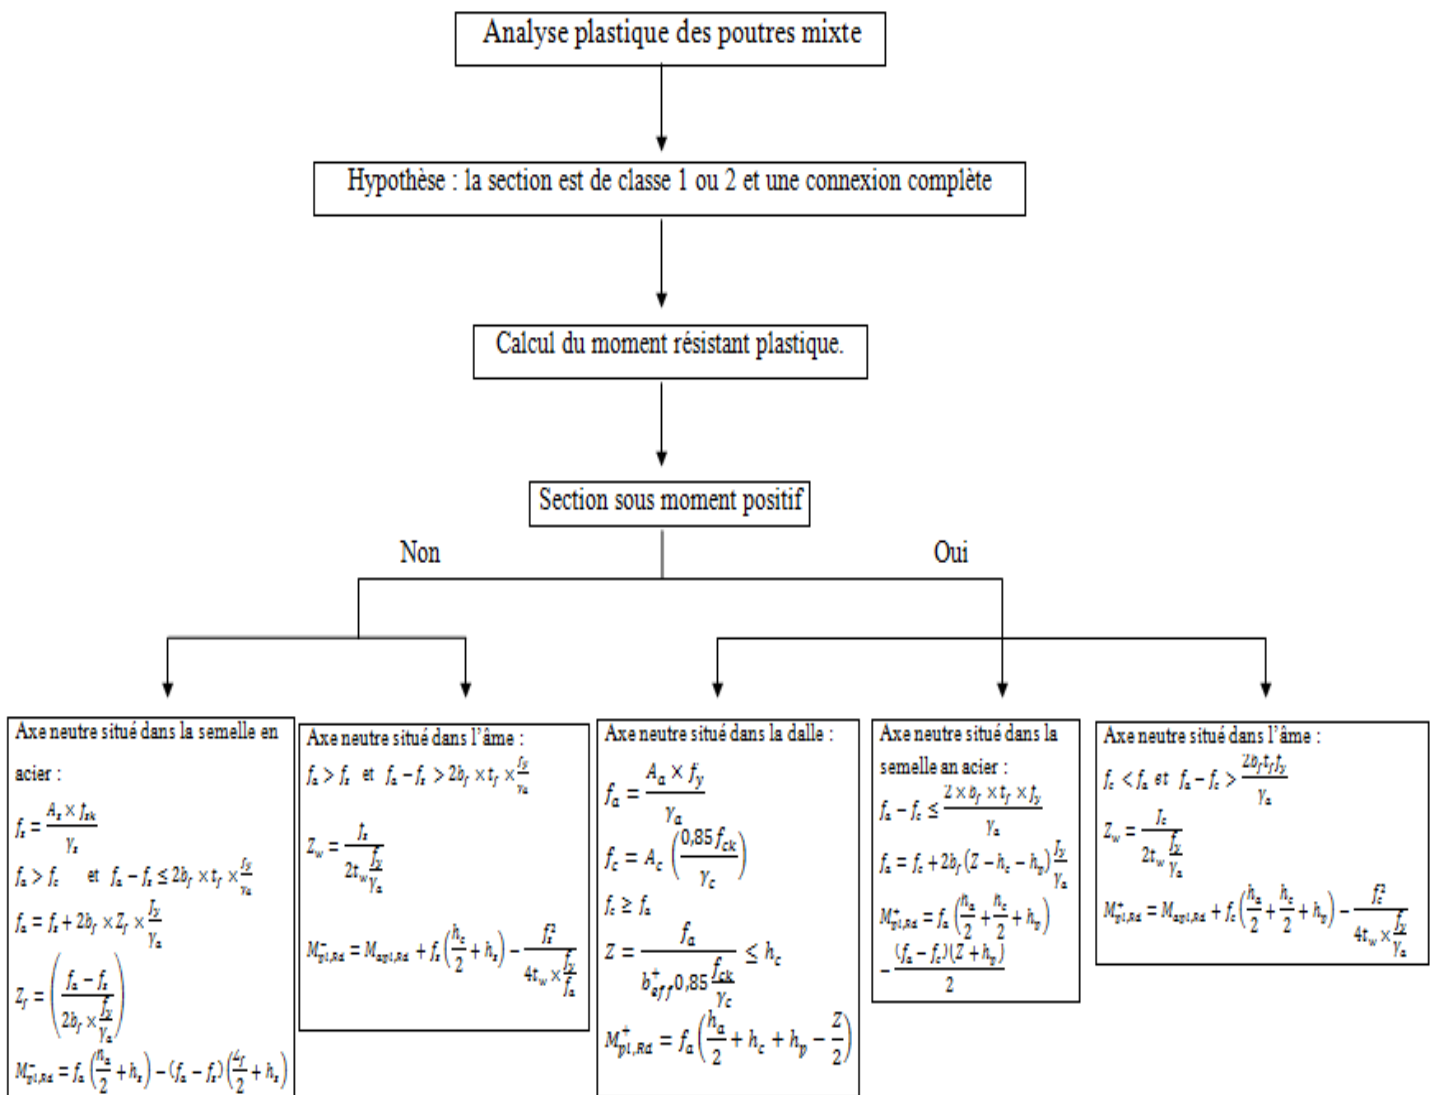 Analyse plastique des poutres mixte
Hypothèse : la section est de classe 1 ou 2 et une connexion complète
Calcul du moment résistant plastique.
Section sous moment positif
Non
Oui
Axe neutre situé dans la semelle en
acier :
f_s = (A_s × f_sk) / γ_s
f_a > f_c et f_a − f_s ≤ 2b_f × t_f × f_y/γ_a
f_a = f_s + 2b_f × Z_f × f_y/γ_a
Z_f = ((f_a − f_s) / (2b_f × f_y/γ_a))
M⁻_pl,Rd = f_a (h_a/2 + h_s) − (f_a − f_s)(Z_f/2 + h_s)
Axe neutre situé dans l'âme :
f_a > f_s et f_a − f_s > 2b_f × t_f × f_y/γ_a
Z_w = f_s / (2t_w f_y/γ_a)
M⁻_pl,Rd = M_apl,Rd + f_s (h_c/2 + h_s) − f_s² / (4t_w × f_y/f_a)
Axe neutre situé dans la dalle :
f_a = (A_a × f_y) / γ_a
f_c = A_c (0,85f_ck / γ_c)
f_c ≥ f_a
Z = f_a / (b⁺_eff 0,85 f_ck/γ_c) ≤ h_c
M⁺_pl,Rd = f_a (h_a/2 + h_c + h_p − Z/2)
Axe neutre situé dans la
semelle an acier :
f_a − f_c ≤ (2 × b_f × t_f × f_y) / γ_a
f_a = f_c + 2b_f (Z − h_c − h_p) f_y/γ_a
M⁺_pl,Rd = f_a (h_a/2 + h_c/2 + h_p)
− (f_a − f_c)(Z + h_p) / 2
Axe neutre situé dans l'âme :
f_c < f_a et f_a − f_c > 2b_f t_f f_y / γ_a
Z_w = f_c / (2t_w f_y/γ_a)
M⁺_pl,Rd = M_apl,Rd + f_c (h_a/2 + h_c/2 + h_p) − f_c² / (4t_w × f_y/γ_a)